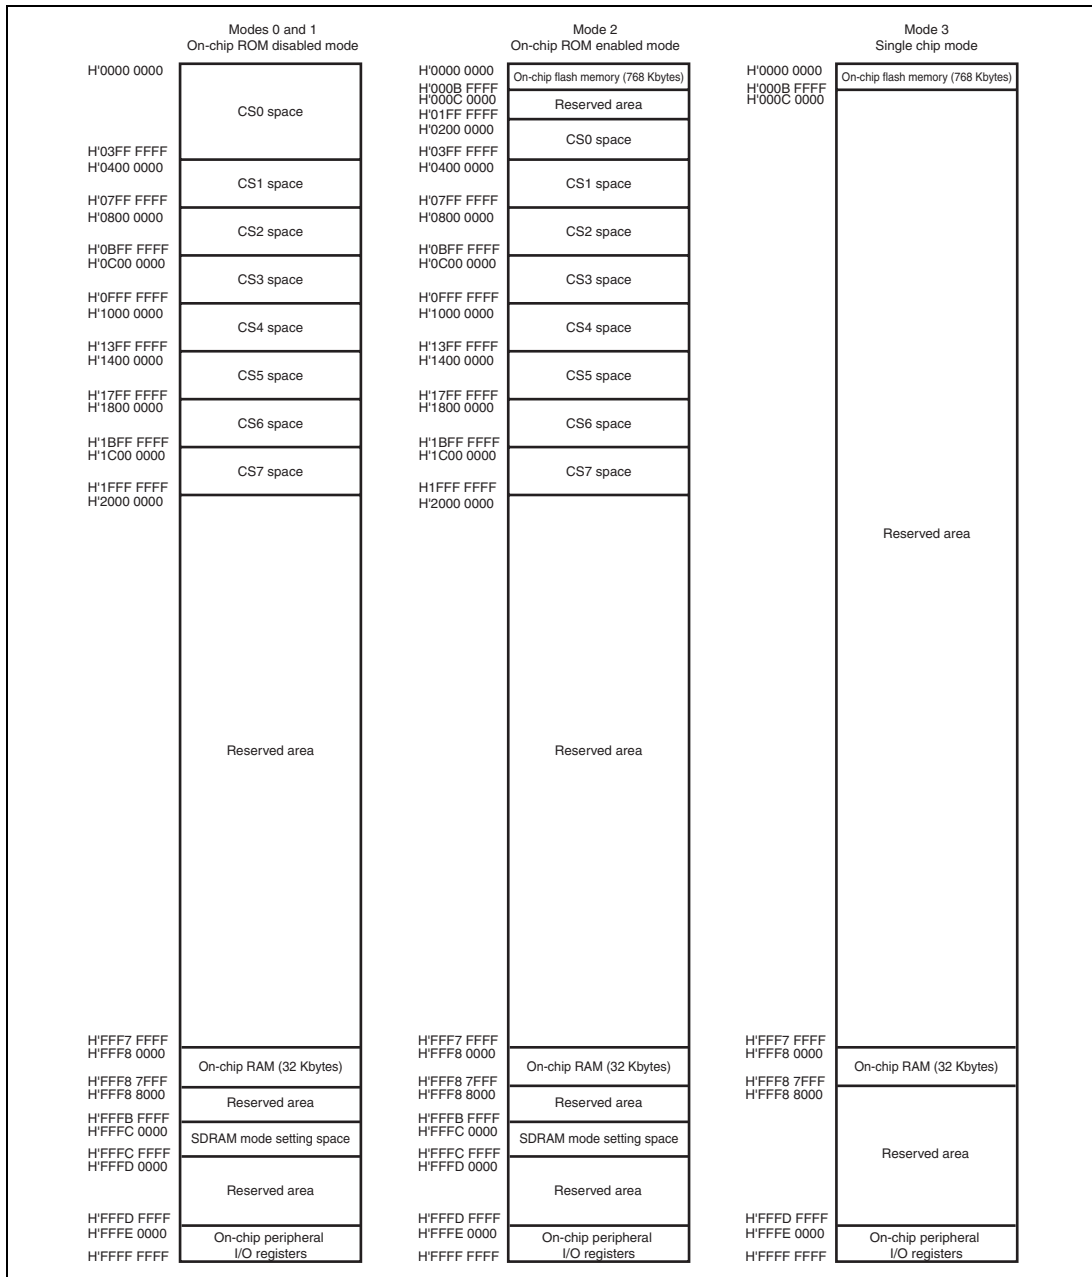 Modes 0 and 1
On-chip ROM disabled mode
H'0000 0000
CS0 space
H'03FF FFFF
H'0400 0000
CS1 space
H'07FF FFFF
H'0800 0000
CS2 space
H'0BFF FFFF
H'0C00 0000
CS3 space
H'0FFF FFFF
H'1000 0000
CS4 space
H'13FF FFFF
H'1400 0000
CS5 space
H'17FF FFFF
H'1800 0000
CS6 space
H'1BFF FFFF
H'1C00 0000
CS7 space
H'1FFF FFFF
H'2000 0000
Reserved area
H'FFF7 FFFF
H'FFF8 0000
On-chip RAM (32 Kbytes)
H'FFF8 7FFF
H'FFF8 8000
Reserved area
H'FFFB FFFF
H'FFFC 0000
SDRAM mode setting space
H'FFFC FFFF
H'FFFD 0000
Reserved area
H'FFFD FFFF
H'FFFE 0000
On-chip peripheral
I/O registers
H'FFFF FFFF
Mode 2
On-chip ROM enabled mode
H'0000 0000
On-chip flash memory (768 Kbytes)
H'000B FFFF
H'000C 0000
Reserved area
H'01FF FFFF
H'0200 0000
CS0 space
H'03FF FFFF
H'0400 0000
CS1 space
H'07FF FFFF
H'0800 0000
CS2 space
H'0BFF FFFF
H'0C00 0000
CS3 space
H'0FFF FFFF
H'1000 0000
CS4 space
H'13FF FFFF
H'1400 0000
CS5 space
H'17FF FFFF
H'1800 0000
CS6 space
H'1BFF FFFF
H'1C00 0000
CS7 space
H1FFF FFFF
H'2000 0000
Reserved area
H'FFF7 FFFF
H'FFF8 0000
On-chip RAM (32 Kbytes)
H'FFF8 7FFF
H'FFF8 8000
Reserved area
H'FFFB FFFF
H'FFFC 0000
SDRAM mode setting space
H'FFFC FFFF
H'FFFD 0000
Reserved area
H'FFFD FFFF
H'FFFE 0000
On-chip peripheral
I/O registers
H'FFFF FFFF
Mode 3
Single chip mode
H'0000 0000
On-chip flash memory (768 Kbytes)
H'000B FFFF
H'000C 0000
Reserved area
H'FFF7 FFFF
H'FFF8 0000
On-chip RAM (32 Kbytes)
H'FFF8 7FFF
H'FFF8 8000
Reserved area
H'FFFD FFFF
H'FFFE 0000
On-chip peripheral
I/O registers
H'FFFF FFFF